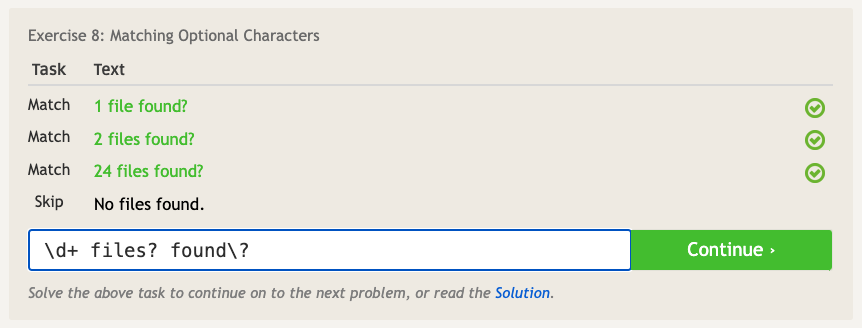 Exercise 8: Matching Optional Characters
Task Text
Match 1 file found?
Match 2 files found?
Match 24 files found?
Skip No files found.
\d+ files? found\?
Continue ›
Solve the above task to continue on to the next problem, or read the Solution.